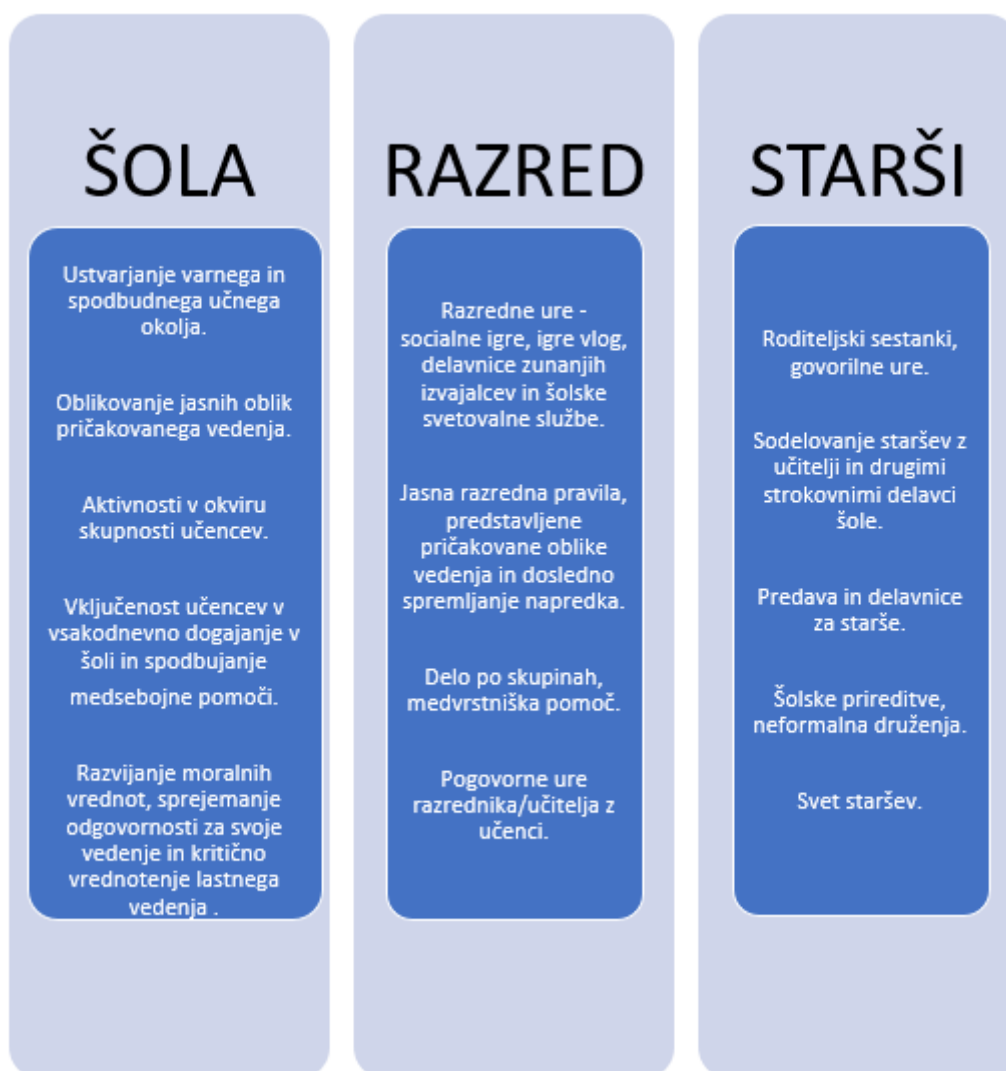 ŠOLA
Ustvarjanje varnega in
spodbudnega učnega
okolja.
Oblikovanje jasnih oblik
pričakovanega vedenja.
Aktivnosti v okviru
skupnosti učencev.
Vključenost učencev v
vsakodnevno dogajanje v
šoli in spodbujanje
medsebojne pomoči.
Razvijanje moralnih
vrednot, sprejemanje
odgovornosti za svoje
vedenje in kritično
vrednotenje lastnega
vedenja .
RAZRED
Razredne ure -
socialne igre, igre vlog,
delavnice zunanjih
izvajalcev in šolske
svetovalne službe.
Jasna razredna pravila,
predstavljene
pričakovane oblike
vedenja in dosledno
spremljanje napredka.
Delo po skupinah,
medvrstniška pomoč.
Pogovorne ure
razrednika/učitelja z
učenci.
STARŠI
Roditeljski sestanki,
govorilne ure.
Sodelovanje staršev z
učitelji in drugimi
strokovnimi delavci
šole.
Predava in delavnice
za starše.
Šolske prireditve,
neformalna druženja.
Svet staršev.